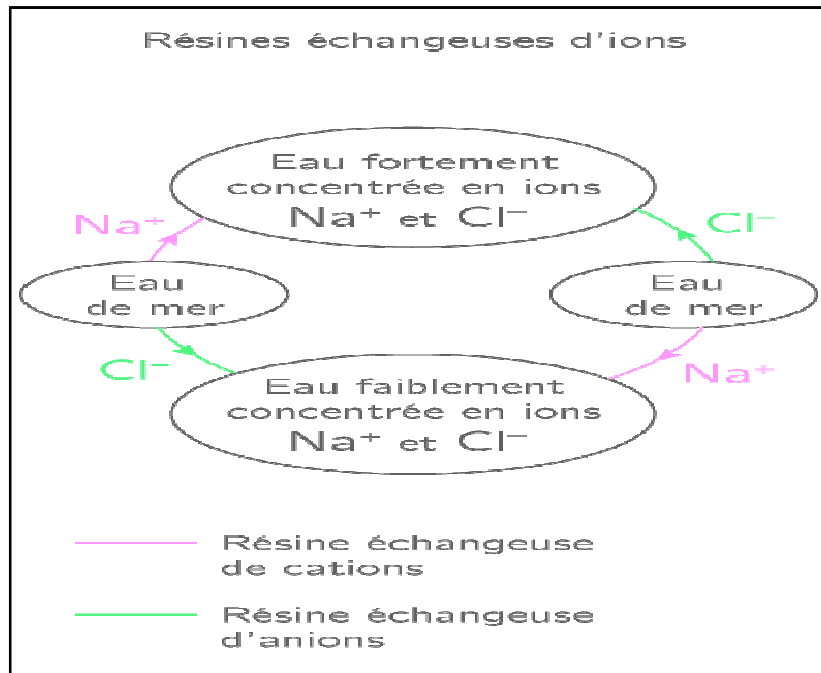 Résines échangeuses d'ions
Eau fortement
concentrée en ions
Na⁺ et Cl⁻
Na⁺
Cl⁻
Eau
de mer
Eau
de mer
Cl⁻
Na⁺
Eau faiblement
concentrée en ions
Na⁺ et Cl⁻
Résine échangeuse
de cations
Résine échangeuse
d'anions